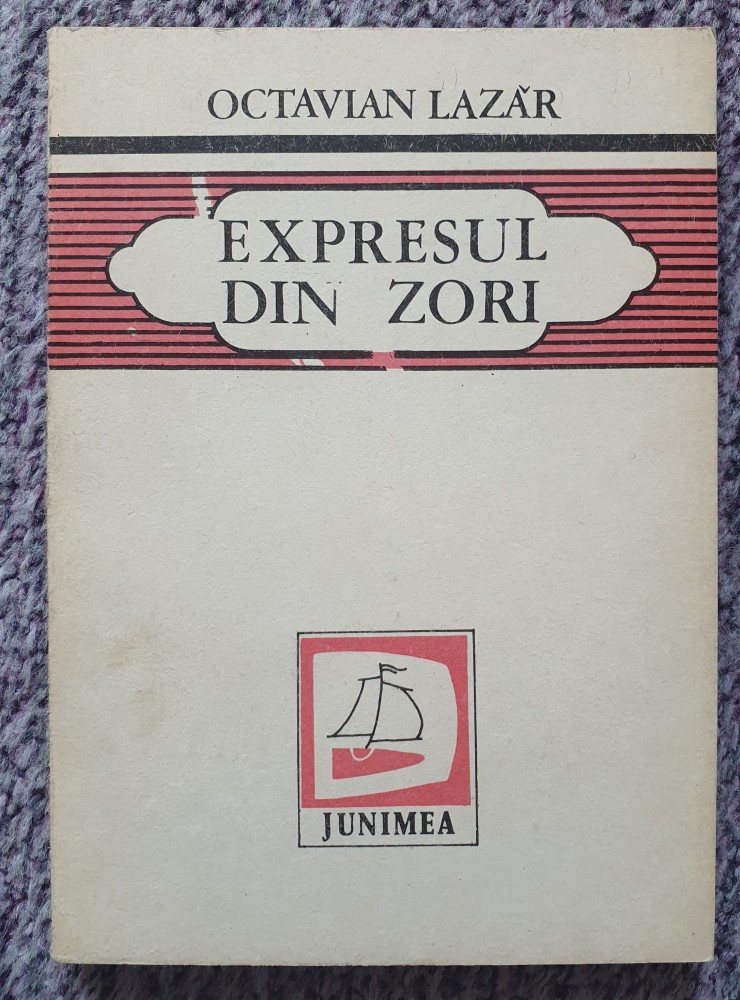 OCTAVIAN LAZĂR
EXPRESUL
DIN ZORI
JUNIMEA